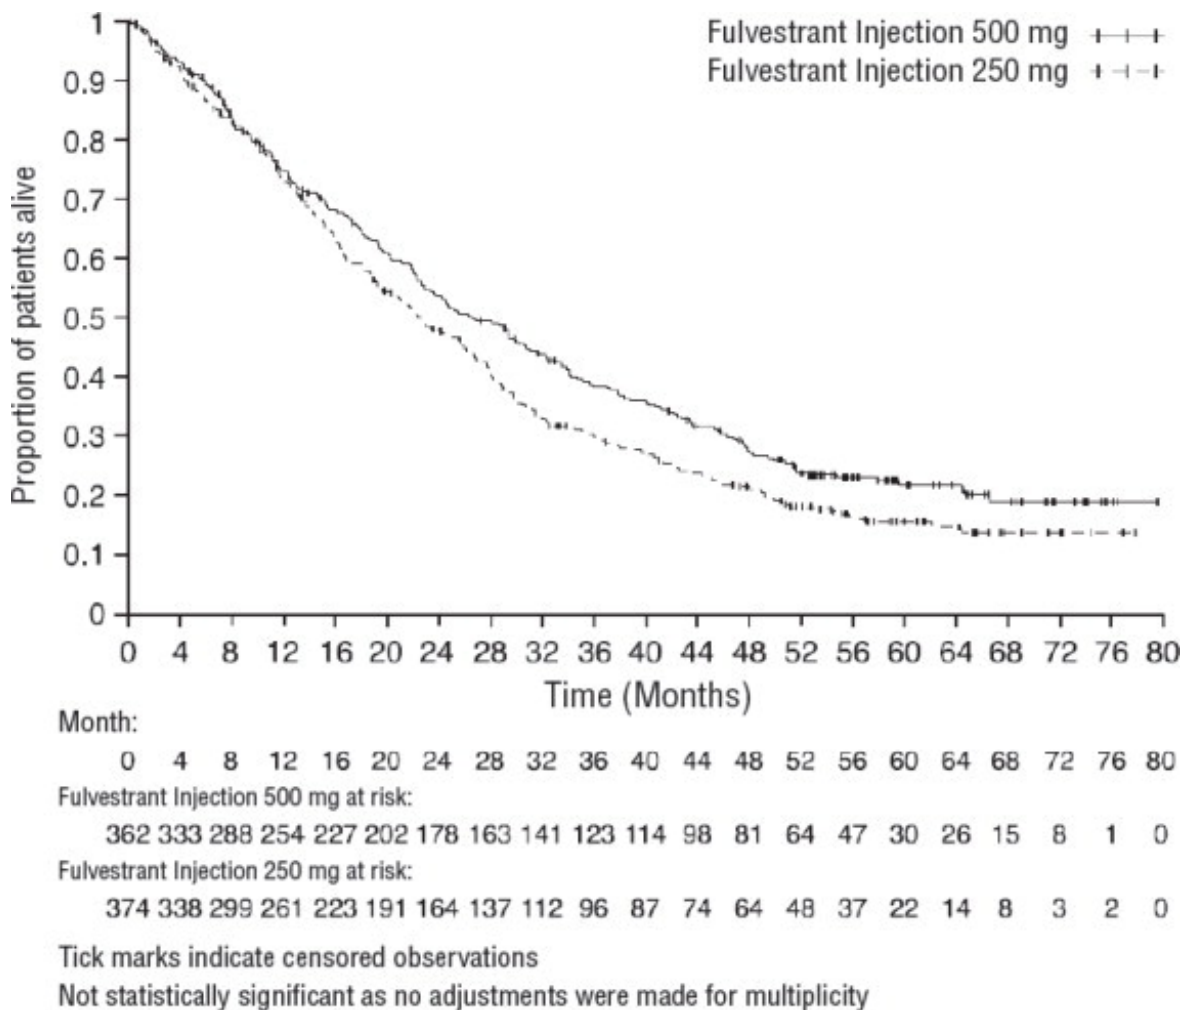 Fulvestrant Injection 500 mg
Fulvestrant Injection 250 mg
Proportion of patients alive
1
0.9
0.8
0.7
0.6
0.5
0.4
0.3
0.2
0.1
0
0 4 8 12 16 20 24 28 32 36 40 44 48 52 56 60 64 68 72 76 80
Time (Months)
Month:
0 4 8 12 16 20 24 28 32 36 40 44 48 52 56 60 64 68 72 76 80
Fulvestrant Injection 500 mg at risk:
362 333 288 254 227 202 178 163 141 123 114 98 81 64 47 30 26 15 8 1 0
Fulvestrant Injection 250 mg at risk:
374 338 299 261 223 191 164 137 112 96 87 74 64 48 37 22 14 8 3 2 0
Tick marks indicate censored observations
Not statistically significant as no adjustments were made for multiplicity